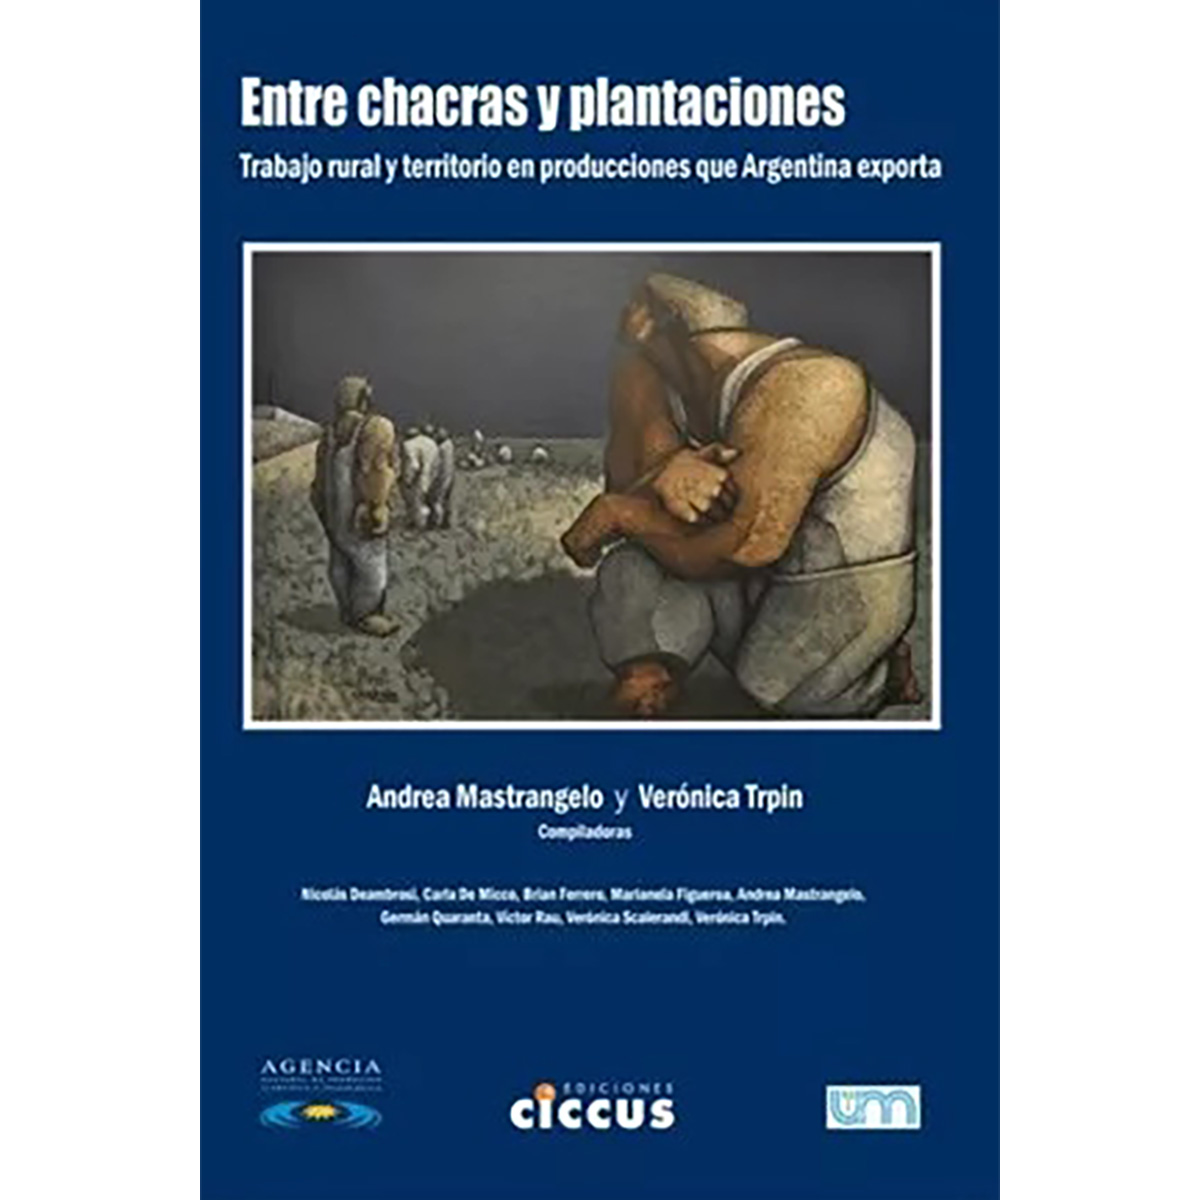 Entre chacras y plantaciones
Trabajo rural y territorio en producciones que Argentina exporta
Andrea Mastrangelo y Verónica Trpin
Compiladoras
Nicolás Deambrosi, Carla De Micco, Brian Ferrero, Marianela Figueroa, Andrea Mastrangelo,
Germán Quaranta, Víctor Rau, Verónica Scalerandi, Verónica Trpin.
AGENCIA
EDICIONES
ciccus
um